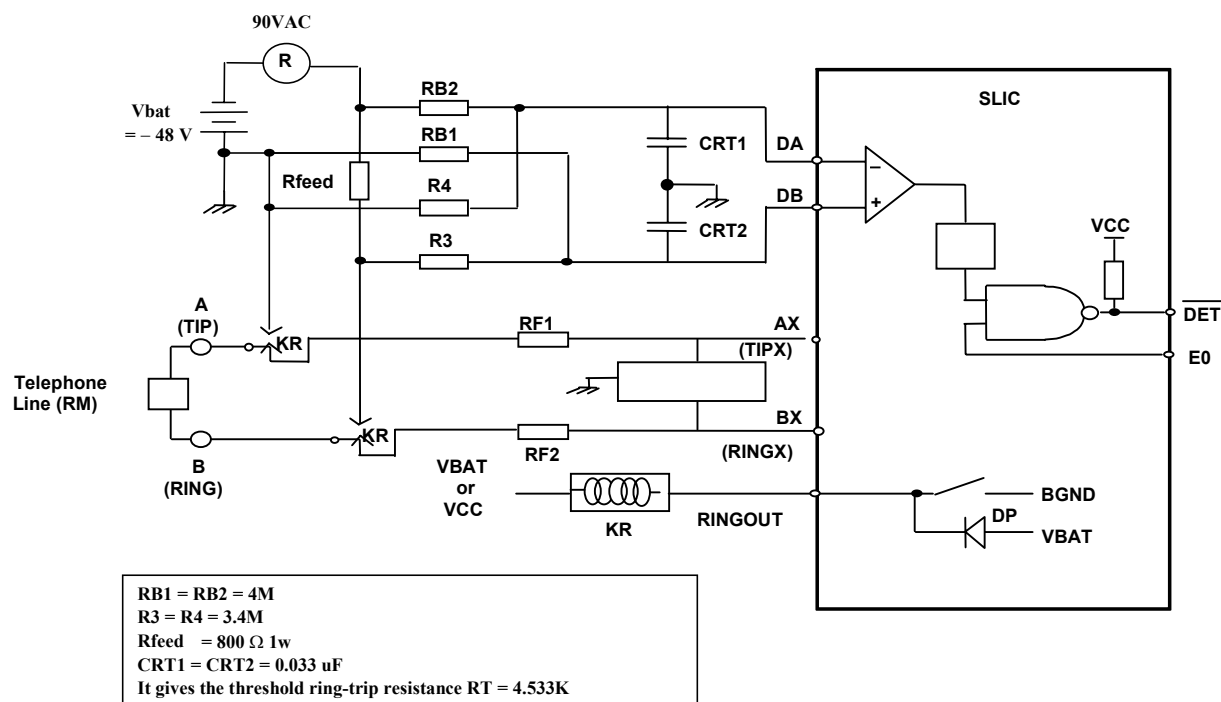 90VAC
R
Vbat
= – 48 V
RB2
RB1
Rfeed
R4
R3
CRT1
CRT2
DA
DB
SLIC
–
+
VCC
DET
E0
A
(TIP)
KR
RF1
AX
(TIPX)
Telephone
Line (RM)
B
(RING)
KR
RF2
BX
(RINGX)
VBAT
or
VCC
KR
RINGOUT
BGND
DP
VBAT
RB1 = RB2 = 4M
R3 = R4 = 3.4M
Rfeed = 800 Ω 1w
CRT1 = CRT2 = 0.033 uF
It gives the threshold ring-trip resistance RT = 4.533K